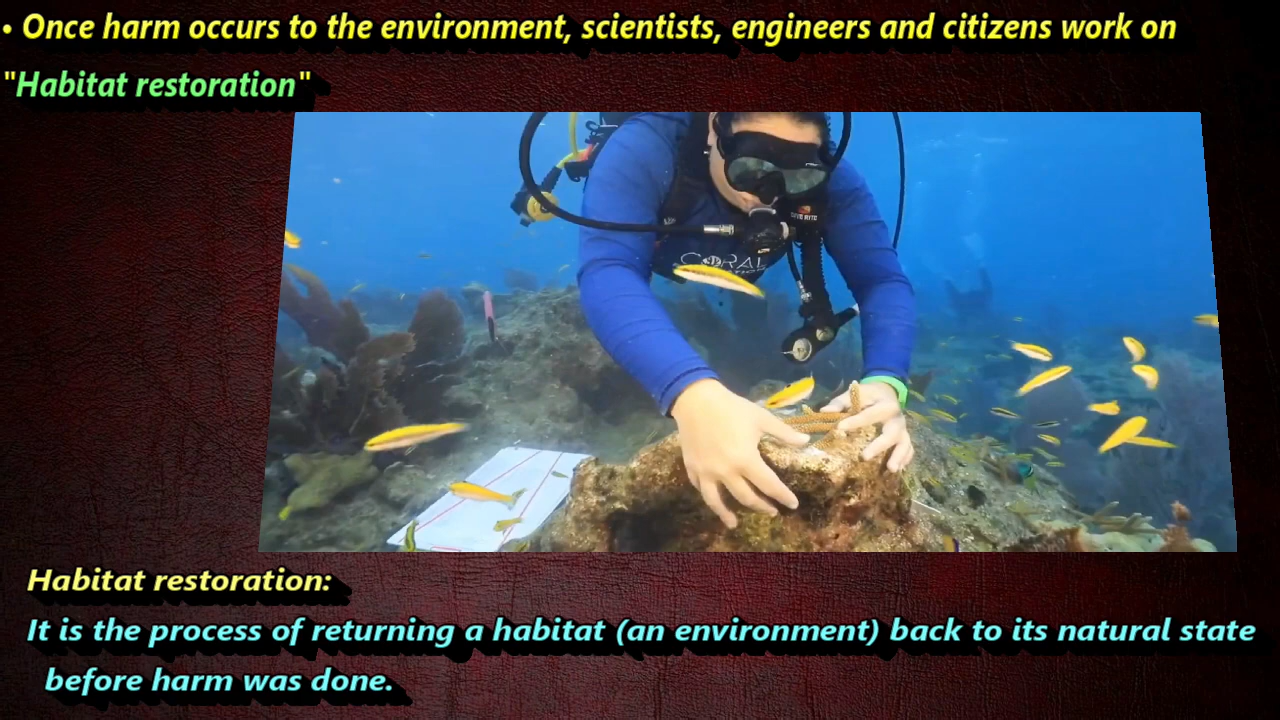 • Once harm occurs to the environment, scientists, engineers and citizens work on
"Habitat restoration"
CORAL
Habitat restoration:
It is the process of returning a habitat (an environment) back to its natural state
before harm was done.